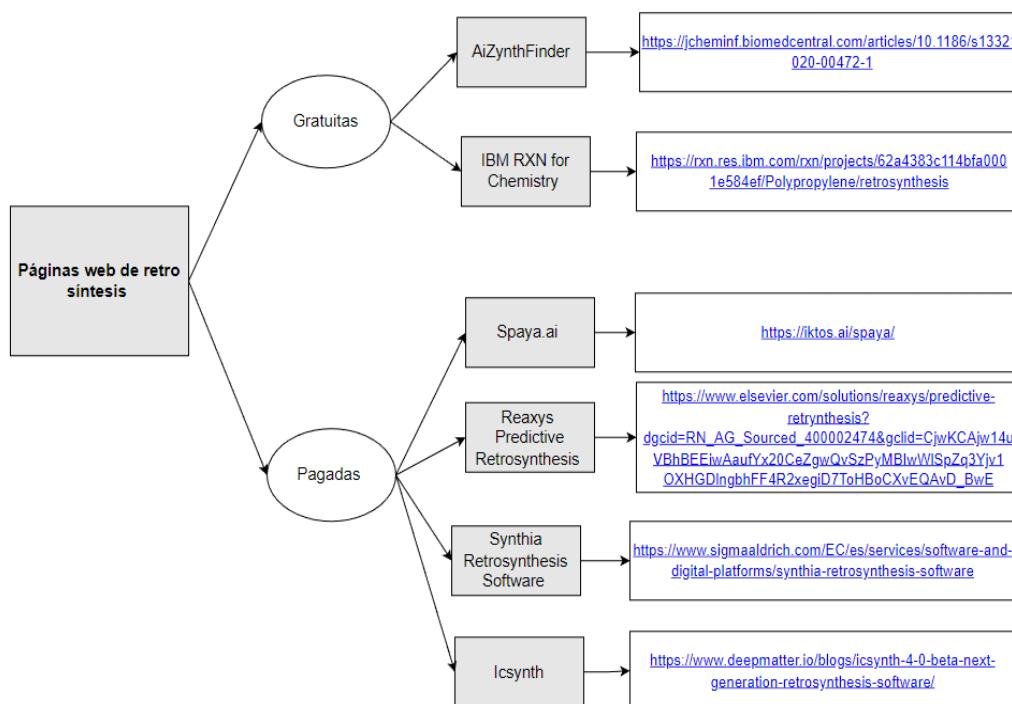 Páginas web de retro
síntesis
Gratuitas
AiZynthFinder
https://jcheminf.biomedcentral.com/articles/10.1186/s1332
020-00472-1
IBM RXN for
Chemistry
https://rxn.res.ibm.com/rxn/projects/62a4383c114bfa000
1e584ef/Polypropylene/retrosynthesis
Pagadas
Spaya.ai
https://iktos.ai/spaya/
Reaxys
Predictive
Retrosynthesis
https://www.elsevier.com/solutions/reaxys/predictive-
retrynthesis?
dgcid=RN_AG_Sourced_400002474&gclid=CjwKCAjw14u
VBhBEEiwAaufYx20CeZgwQvSzPyMBIwWlSpZq3Yjv1
OXHGDlngbhFF4R2xegiD7ToHBoCXvEQAvD_BwE
Synthia
Retrosynthesis
Software
https://www.sigmaaldrich.com/EC/es/services/software-and-
digital-platforms/synthia-retrosynthesis-software
Icsynth
https://www.deepmatter.io/blogs/icsynth-4-0-beta-next-
generation-retrosynthesis-software/